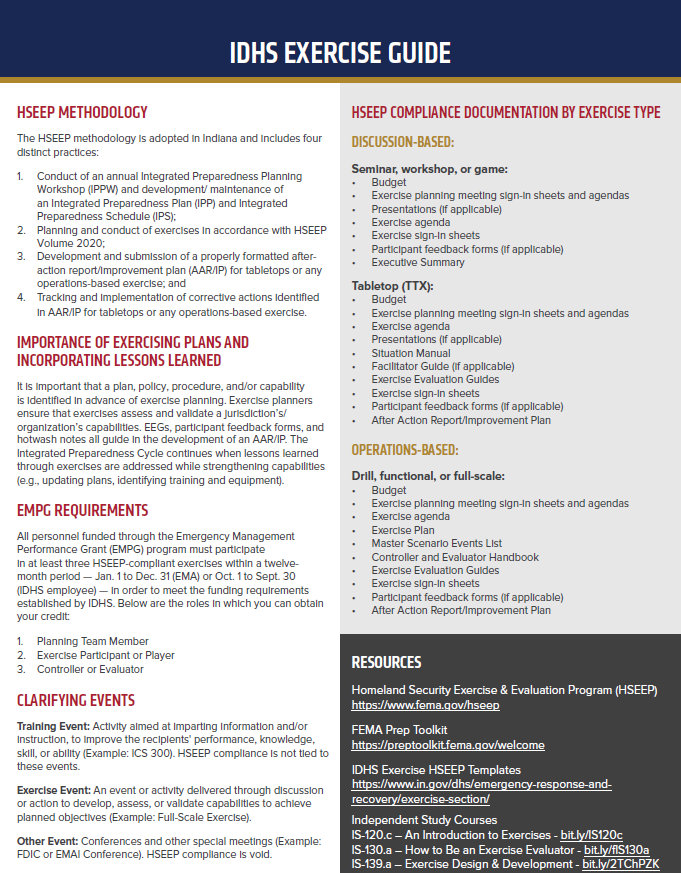 IDHS EXERCISE GUIDE
HSEEP METHODOLOGY
The HSEEP methodology is adopted in Indiana and includes four
distinct practices:
1. Conduct of an annual Integrated Preparedness Planning
Workshop (IPPW) and development/ maintenance of
an Integrated Preparedness Plan (IPP) and Integrated
Preparedness Schedule (IPS);
2. Planning and conduct of exercises in accordance with HSEEP
Volume 2020;
3. Development and submission of a properly formatted after-
action report/improvement plan (AAR/IP) for tabletops or any
operations-based exercise; and
4. Tracking and implementation of corrective actions identified
in AAR/IP for tabletops or any operations-based exercise.
IMPORTANCE OF EXERCISING PLANS AND
INCORPORATING LESSONS LEARNED
It is important that a plan, policy, procedure, and/or capability
is identified in advance of exercise planning. Exercise planners
ensure that exercises assess and validate a jurisdiction's/
organization's capabilities. EEGs, participant feedback forms, and
hotwash notes all guide in the development of an AAR/IP. The
Integrated Preparedness Cycle continues when lessons learned
through exercises are addressed while strengthening capabilities
(e.g., updating plans, identifying training and equipment).
EMPG REQUIREMENTS
All personnel funded through the Emergency Management
Performance Grant (EMPG) program must participate
in at least three HSEEP-compliant exercises within a twelve-
month period — Jan. 1 to Dec. 31 (EMA) or Oct. 1 to Sept. 30
(IDHS employee) — in order to meet the funding requirements
established by IDHS. Below are the roles in which you can obtain
your credit:
1. Planning Team Member
2. Exercise Participant or Player
3. Controller or Evaluator
CLARIFYING EVENTS
Training Event: Activity aimed at imparting information and/or
instruction, to improve the recipients' performance, knowledge,
skill, or ability (Example: ICS 300). HSEEP compliance is not tied to
these events.
Exercise Event: An event or activity delivered through discussion
or action to develop, assess, or validate capabilities to achieve
planned objectives (Example: Full-Scale Exercise).
Other Event: Conferences and other special meetings (Example:
FDIC or EMAI Conference). HSEEP compliance is void.
HSEEP COMPLIANCE DOCUMENTATION BY EXERCISE TYPE
DISCUSSION-BASED:
Seminar, workshop, or game:
• Budget
• Exercise planning meeting sign-in sheets and agendas
• Presentations (if applicable)
• Exercise agenda
• Exercise sign-in sheets
• Participant feedback forms (if applicable)
• Executive Summary
Tabletop (TTX):
• Budget
• Exercise planning meeting sign-in sheets and agendas
• Exercise agenda
• Presentations (if applicable)
• Situation Manual
• Facilitator Guide (if applicable)
• Exercise Evaluation Guides
• Exercise sign-in sheets
• Participant feedback forms (if applicable)
• After Action Report/Improvement Plan
OPERATIONS-BASED:
Drill, functional, or full-scale:
• Budget
• Exercise planning meeting sign-in sheets and agendas
• Exercise agenda
• Exercise Plan
• Master Scenario Events List
• Controller and Evaluator Handbook
• Exercise Evaluation Guides
• Exercise sign-in sheets
• Participant feedback forms (if applicable)
• After Action Report/Improvement Plan
RESOURCES
Homeland Security Exercise & Evaluation Program (HSEEP)
https://www.fema.gov/hseep
FEMA Prep Toolkit
https://preptoolkit.fema.gov/welcome
IDHS Exercise HSEEP Templates
https://www.in.gov/dhs/emergency-response-and-
recovery/exercise-section/
Independent Study Courses
IS-120.c – An Introduction to Exercises - bit.ly/IS120c
IS-130.a – How to Be an Exercise Evaluator - bit.ly/fIS130a
IS-139.a – Exercise Design & Development - bit.ly/2TChPZK